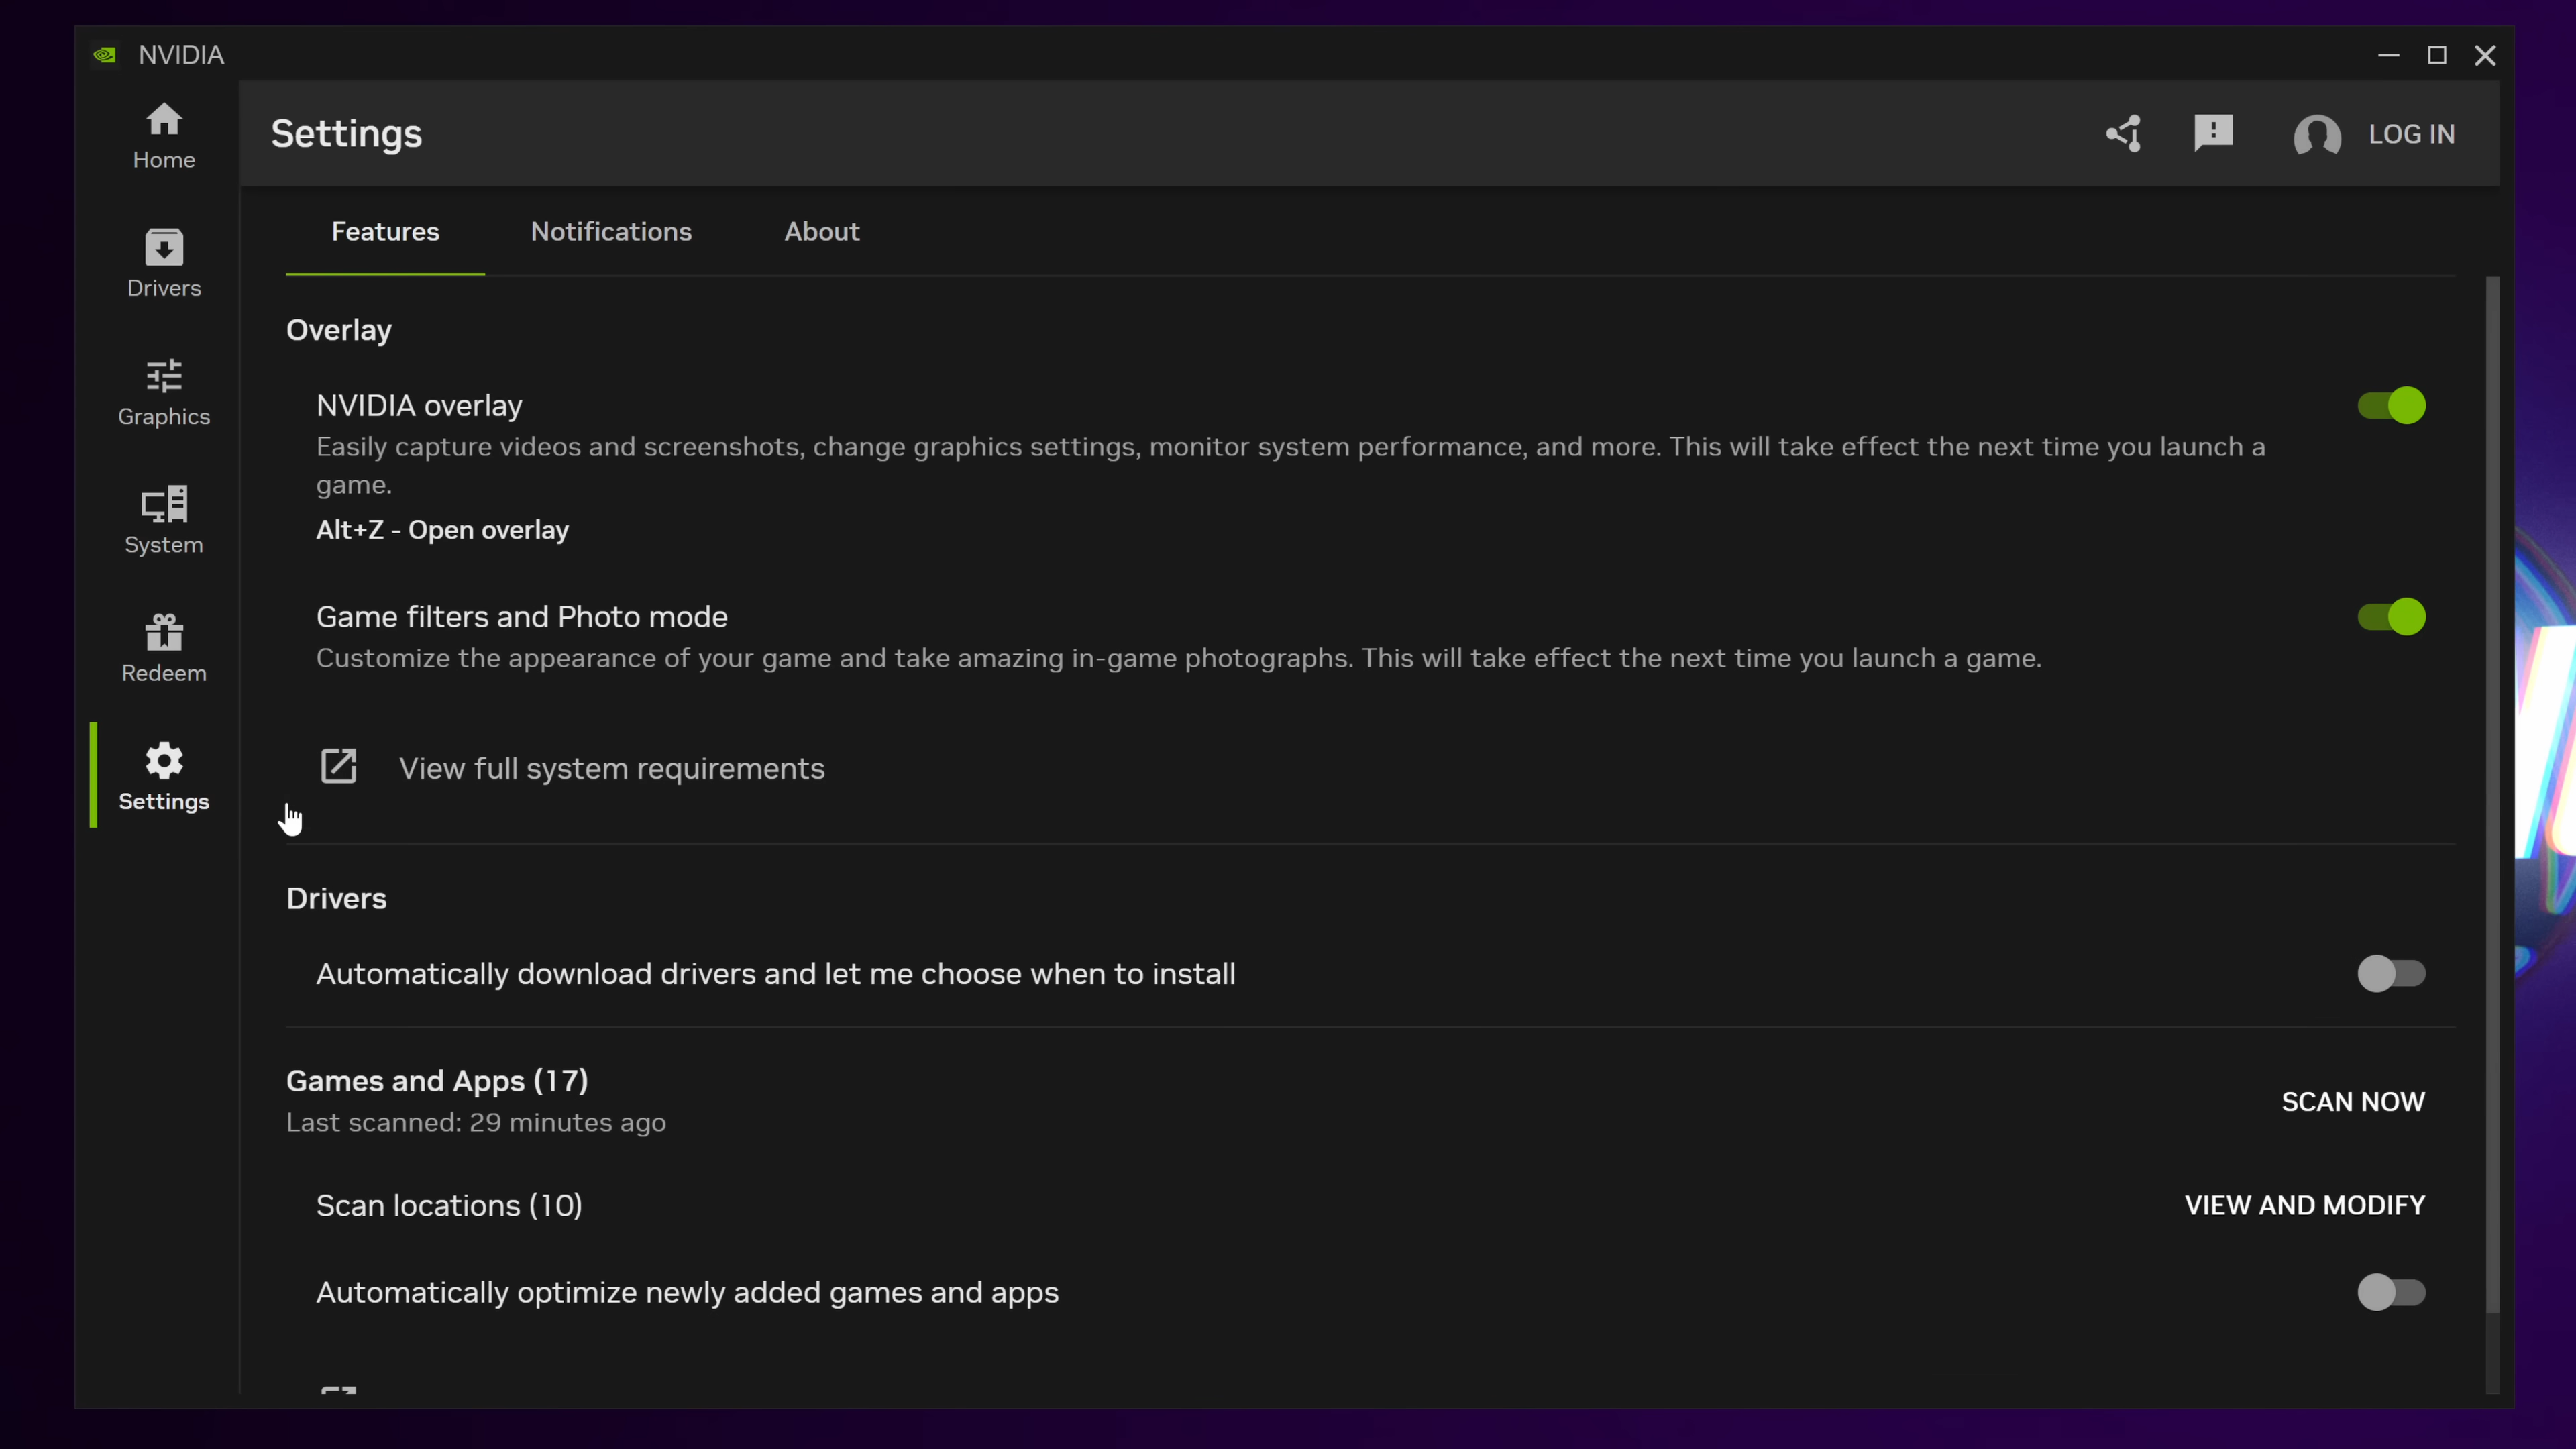 NVIDIA
Home
Drivers
Graphics
System
Redeem
Settings
Settings
LOG IN
Features
Notifications
About
Overlay
NVIDIA overlay
Easily capture videos and screenshots, change graphics settings, monitor system performance, and more. This will take effect the next time you launch a
game.
Alt+Z - Open overlay
Game filters and Photo mode
Customize the appearance of your game and take amazing in-game photographs. This will take effect the next time you launch a game.
View full system requirements
Drivers
Automatically download drivers and let me choose when to install
Games and Apps (17)
Last scanned: 29 minutes ago
SCAN NOW
Scan locations (10)
VIEW AND MODIFY
Automatically optimize newly added games and apps